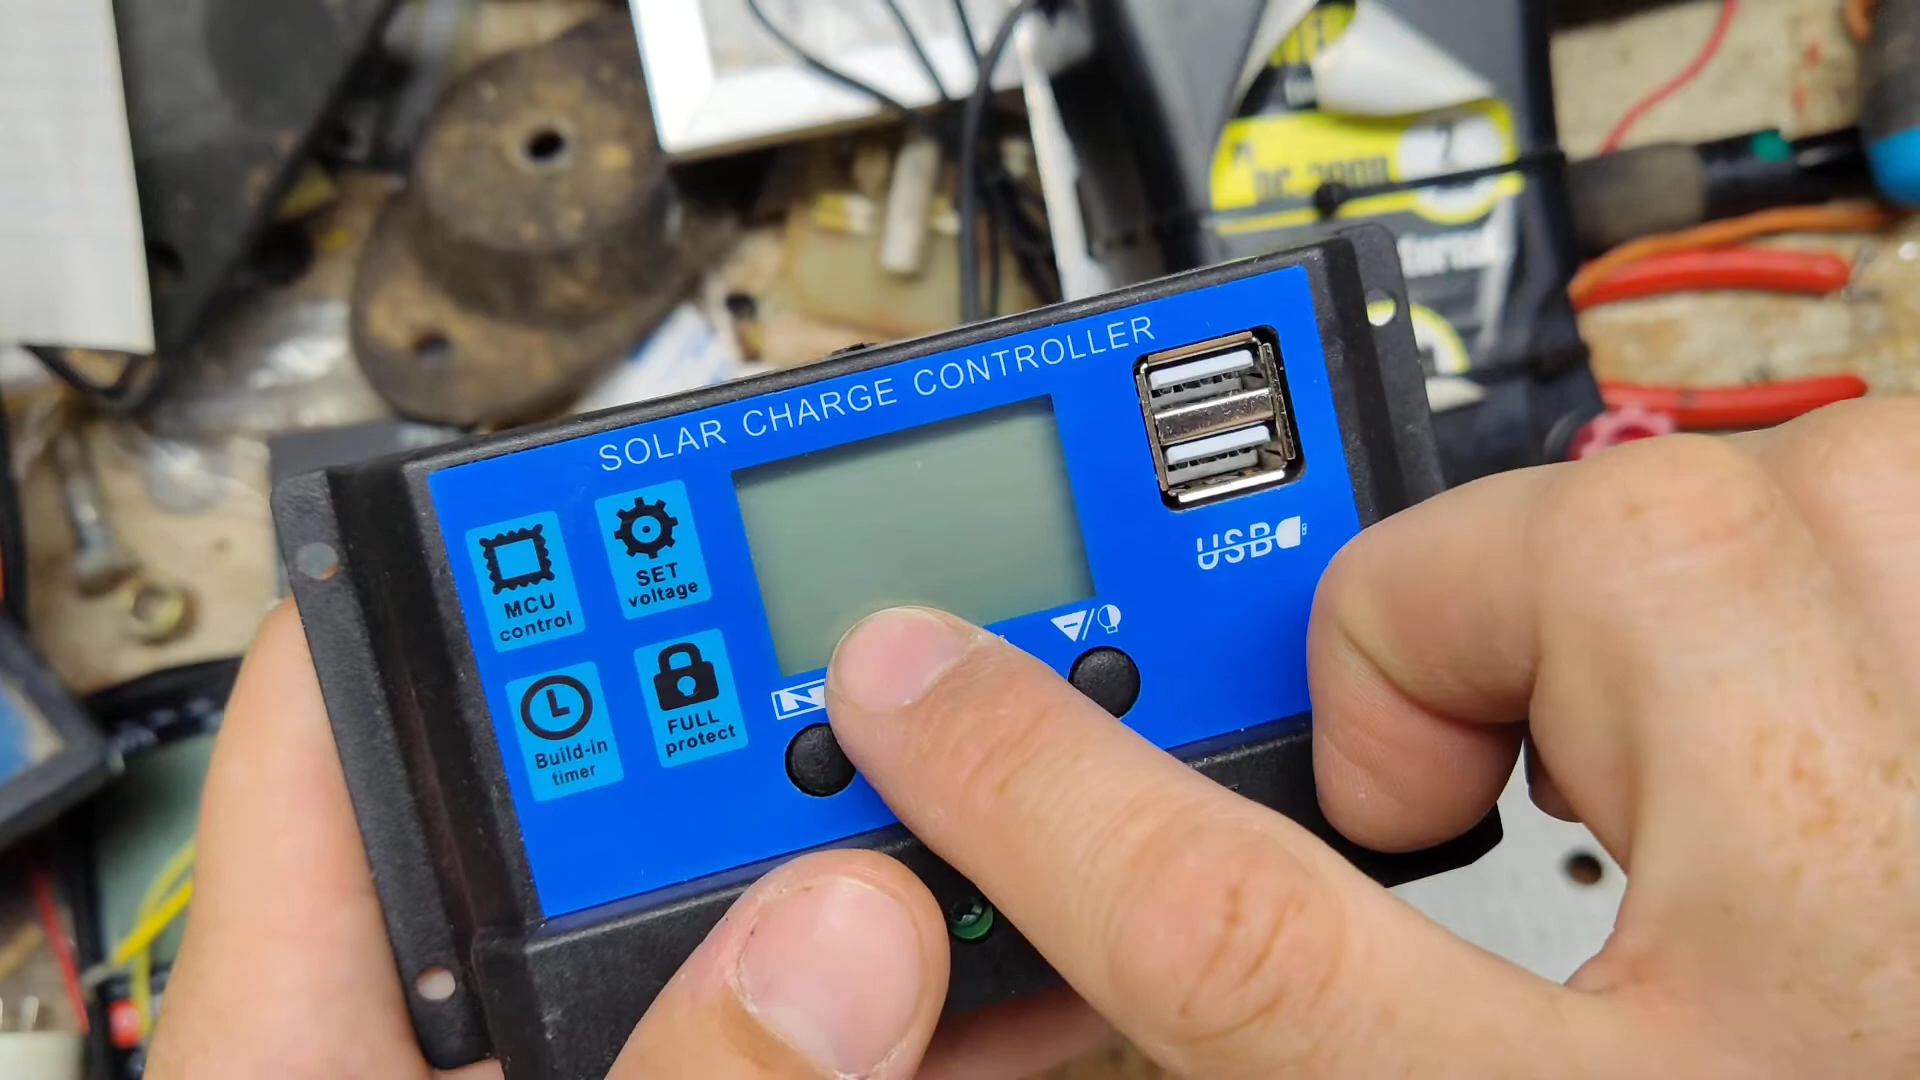 SOLAR CHARGE CONTROLLER
MCU
control
SET
voltage
Build-in
timer
FULL
protect
USB